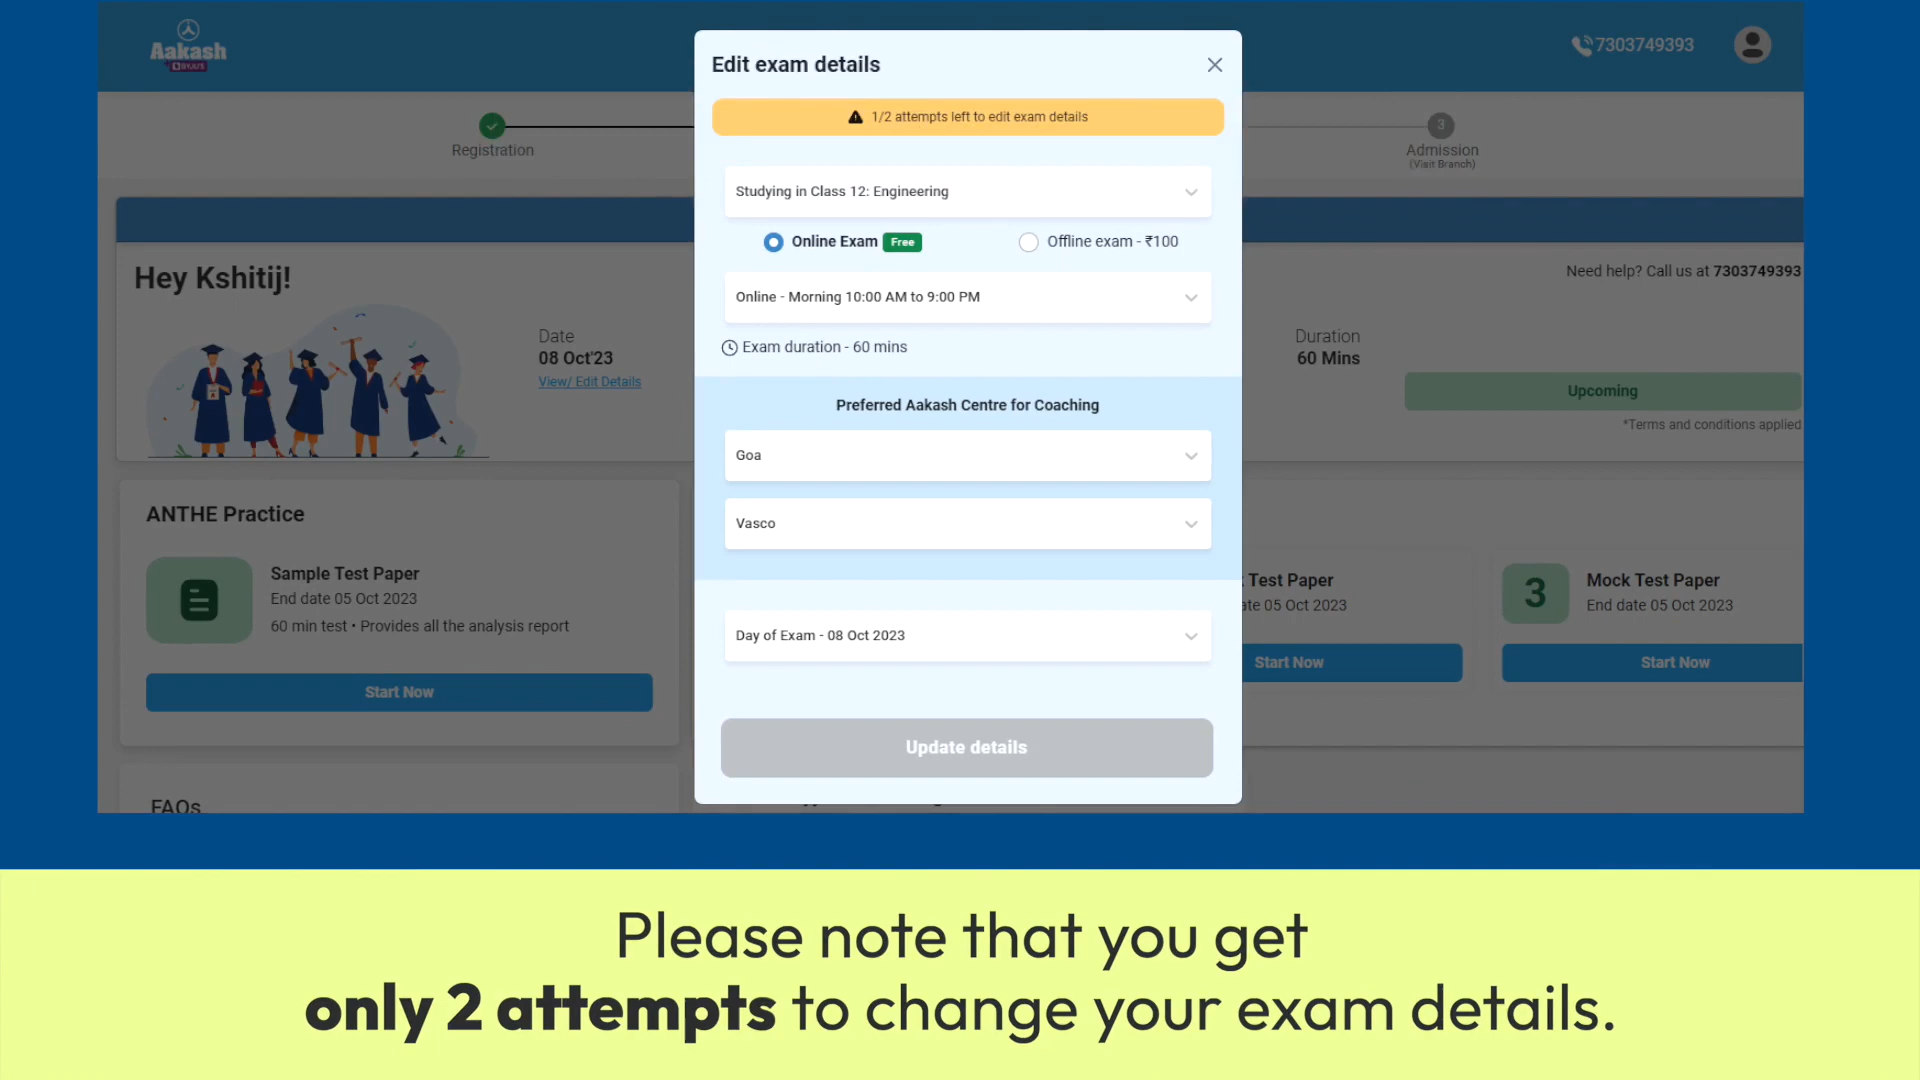 Aakash
BYJU'S
7303749393
Edit exam details
1/2 attempts left to edit exam details
Registration
3
Admission
(Visit Branch)
Studying in Class 12: Engineering
Online Exam Free
Offline exam - ₹100
Hey Kshitij!
Need help? Call us at 7303749393
Online - Morning 10:00 AM to 9:00 PM
Date
08 Oct'23
View/ Edit Details
Exam duration - 60 mins
Duration
60 Mins
Upcoming
*Terms and conditions applied
Preferred Aakash Centre for Coaching
Goa
Vasco
ANTHE Practice
Sample Test Paper
End date 05 Oct 2023
60 min test • Provides all the analysis report
Start Now
Test Paper
ate 05 Oct 2023
Start Now
3
Mock Test Paper
End date 05 Oct 2023
Start Now
Day of Exam - 08 Oct 2023
Update details
FAQs
Please note that you get
only 2 attempts to change your exam details.